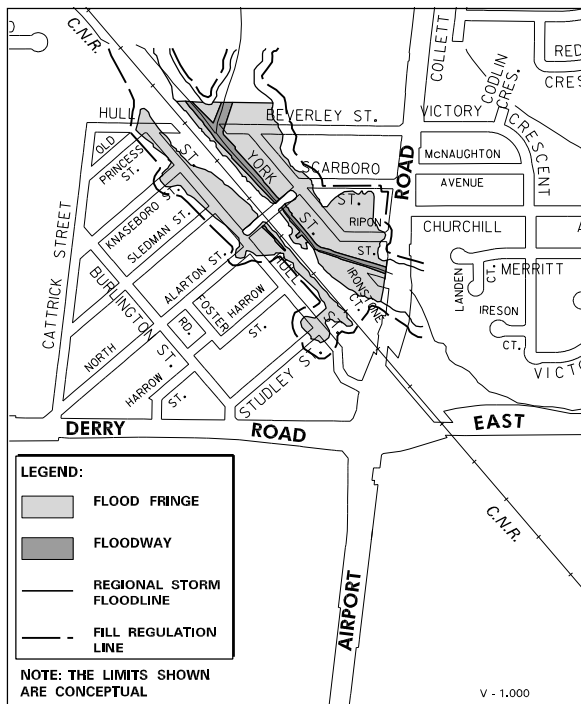 C.N.R.
COLLETT
RED
CRES
CODLIN
CRES.
HULL
ST.
BEVERLEY ST.
VICTORY
CRESCENT
OLD
PRINCESS
ST.
YORK
ST.
SCARBORO
ST.
ROAD
McNAUGHTON
AVENUE
KNASEBORO ST.
SLEDMAN ST.
RIPON
ST.
CHURCHILL
A
CATTRICK STREET
BURLINGTON
ST.
ALARTON ST.
HULL
ST.
IRONSTONE
CT.
LANDEN
CT.
MERRITT
FOSTER
RD.
HARROW
ST.
IRESON
CT.
NORTH
HARROW
ST.
STUDLEY ST.
VICTO
DERRY
ROAD
EAST
LEGEND:
FLOOD FRINGE
FLOODWAY
REGIONAL STORM
FLOODLINE
FILL REGULATION
LINE
NOTE: THE LIMITS SHOWN
ARE CONCEPTUAL
AIRPORT
C.N.R.
V - 1.000